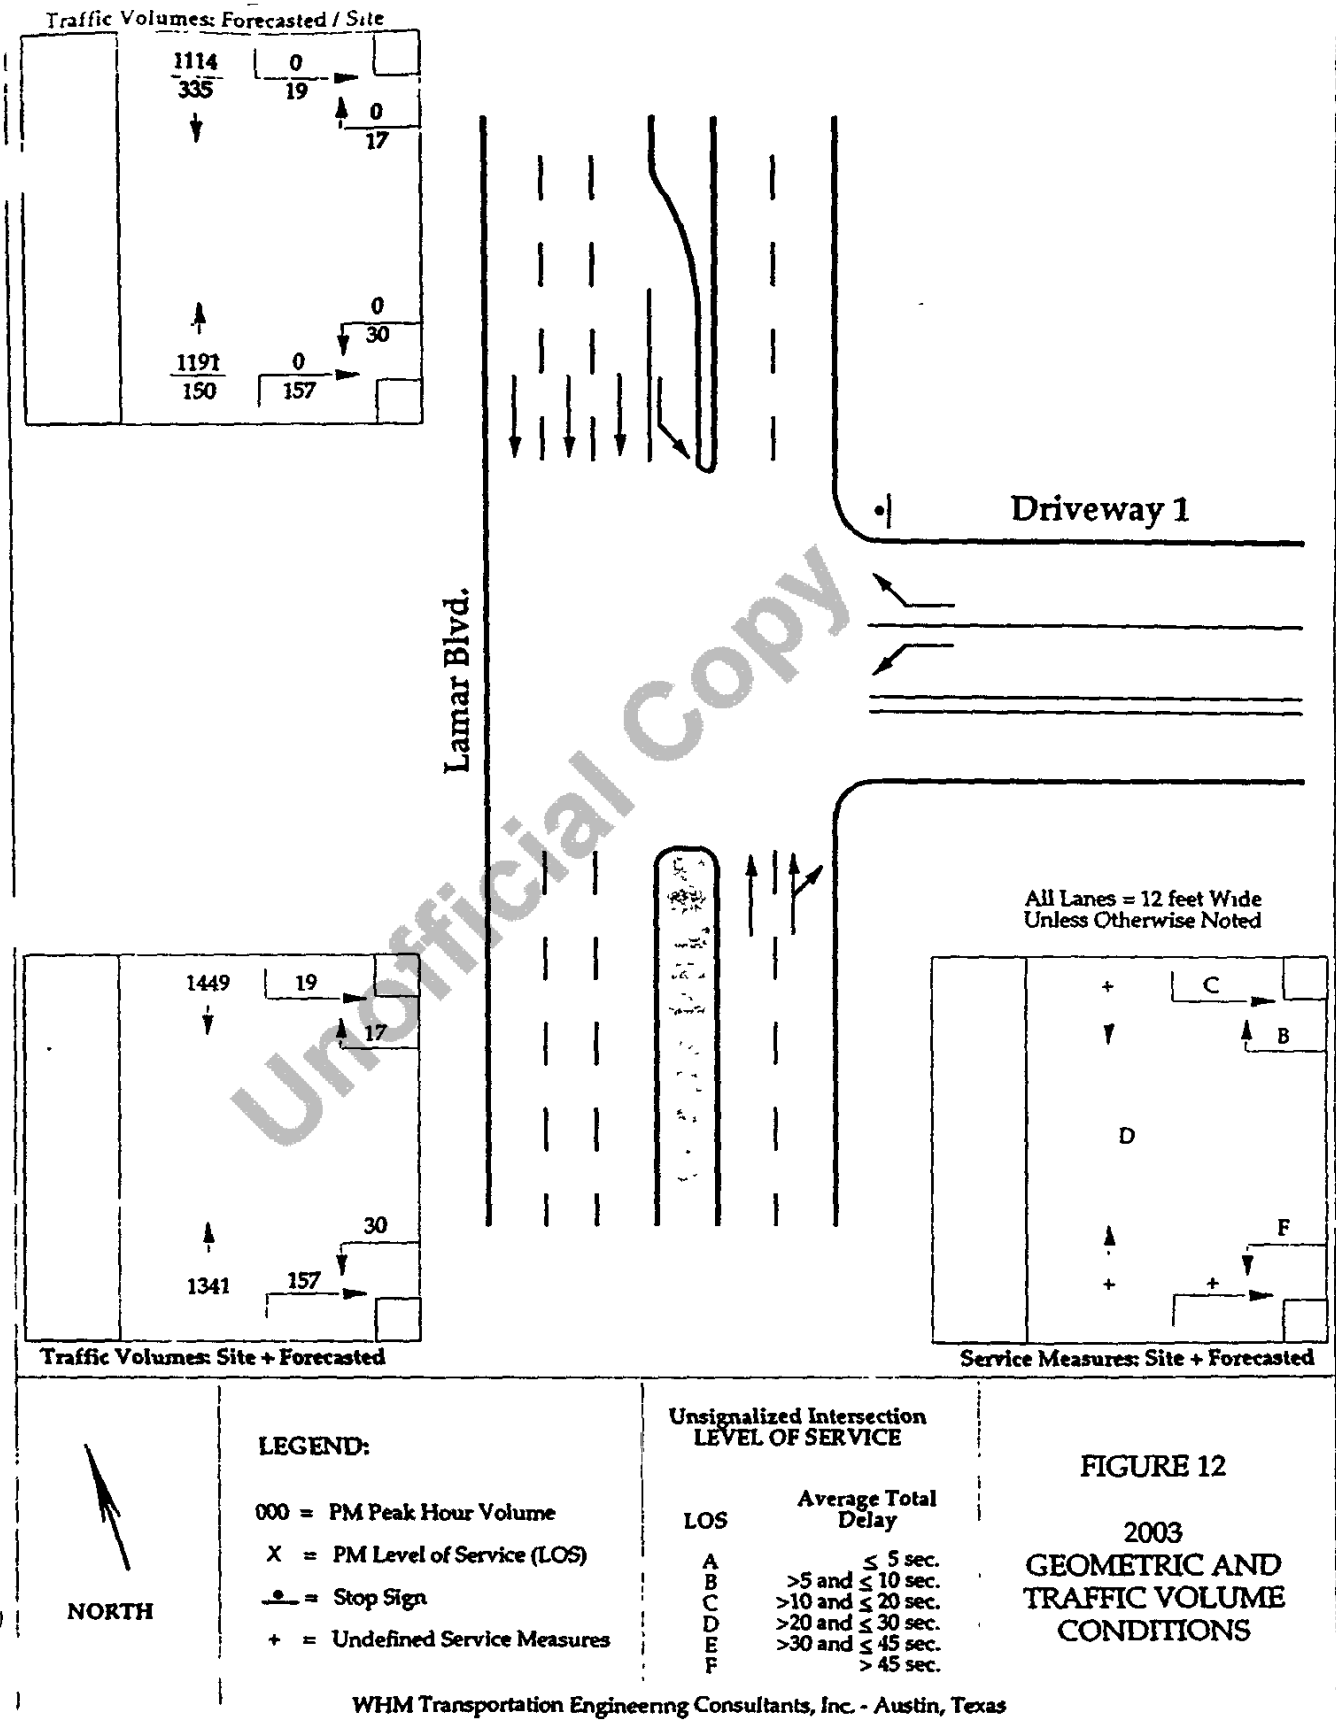 Traffic Volumes: Forecasted / Site
1114
335
0
19
0
17
0
30
1191
150
0
157
Driveway 1
Lamar Blvd.
Unofficial Copy
All Lanes = 12 feet Wide
Unless Otherwise Noted
1449
19
17
30
1341
157
Traffic Volumes: Site + Forecasted
+
C
B
D
F
+
+
Service Measures: Site + Forecasted
NORTH
LEGEND:
000 = PM Peak Hour Volume
X = PM Level of Service (LOS)
= Stop Sign
+ = Undefined Service Measures
Unsignalized Intersection
LEVEL OF SERVICE
Average Total
LOS Delay
A ≤ 5 sec.
B >5 and ≤ 10 sec.
C >10 and ≤ 20 sec.
D >20 and ≤ 30 sec.
E >30 and ≤ 45 sec.
F > 45 sec.
FIGURE 12
2003
GEOMETRIC AND
TRAFFIC VOLUME
CONDITIONS
WHM Transportation Engineering Consultants, Inc. - Austin, Texas